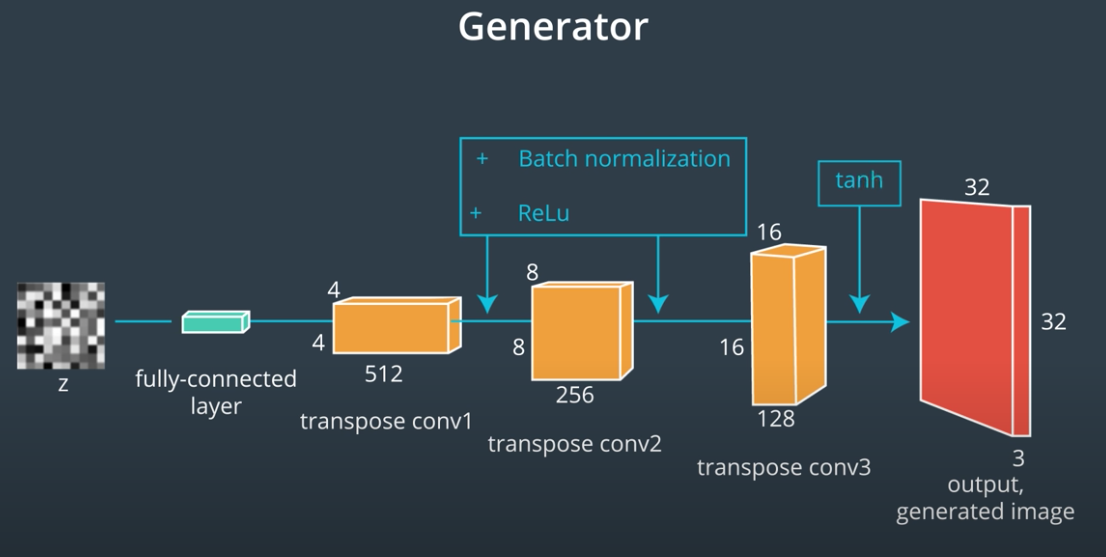 Generator
+ Batch normalization
+ ReLu
tanh
z
fully-connected
layer
4
4
512
transpose conv1
8
8
256
transpose conv2
16
16
128
transpose conv3
32
32
3
output,
generated image